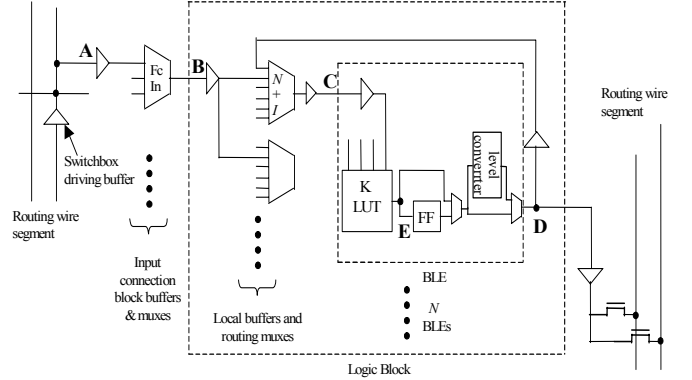 A
B
C
Fc
In
N
+
I
level
converter
Routing wire
segment
Switchbox
driving buffer
K
LUT
FF
E
D
Routing wire
segment
Input
connection
block buffers
& muxes
Local buffers and
routing muxes
BLE
N
BLEs
Logic Block